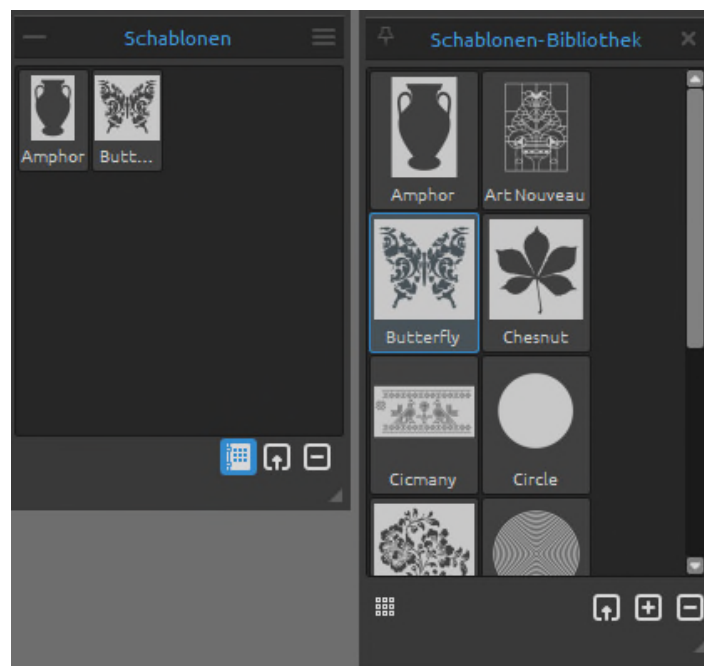 Schablonen
Amphor
Butt...
Schablonen-Bibliothek
Amphor
Art Nouveau
Butterfly
Chesnut
Cicmany
Circle